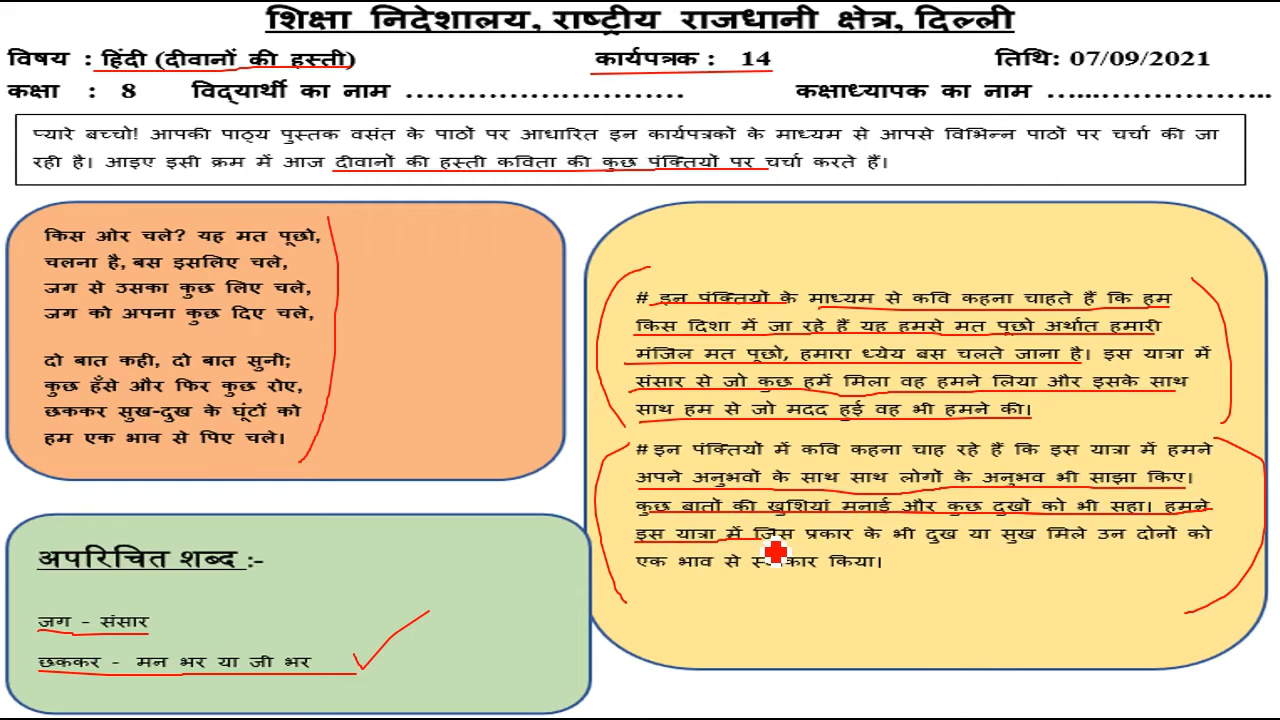 शिक्षा निदेशालय, राष्ट्रीय राजधानी क्षेत्र, दिल्ली
विषय : हिंदी (दीवानों की हस्ती) कार्यपत्रक : 14 तिथि: 07/09/2021
कक्षा : 8 विद्यार्थी का नाम ............................ कक्षाध्यापक का नाम ......................
प्यारे बच्चो! आपकी पाठ्य पुस्तक वसंत के पाठों पर आधारित इन कार्यपत्रकों के माध्यम से आपसे विभिन्न पाठों पर चर्चा की जा
रही है। आइए इसी क्रम में आज दीवानों की हस्ती कविता की कुछ पंक्तियों पर चर्चा करते हैं।
किस ओर चले? यह मत पूछो,
चलना है, बस इसलिए चले,
जग से उसका कुछ लिए चले,
जग को अपना कुछ दिए चले,
दो बात कही, दो बात सुनी;
कुछ हँसे और फिर कुछ रोए,
छककर सुख-दुख के घूंटों को
हम एक भाव से पिए चले।
# इन पंक्तियों के माध्यम से कवि कहना चाहते हैं कि हम
किस दिशा में जा रहे हैं यह हमसे मत पूछो अर्थात हमारी
मंजिल मत पूछो, हमारा ध्येय बस चलते जाना है। इस यात्रा में
संसार से जो कुछ हमें मिला वह हमने लिया और इसके साथ
साथ हम से जो मदद हुई वह भी हमने की।
# इन पंक्तियों में कवि कहना चाह रहे हैं कि इस यात्रा में हमने
अपने अनुभवों के साथ साथ लोगों के अनुभव भी साझा किए।
कुछ बातों की खुशियां मनाई और कुछ दुखों को भी सहा। हमने
इस यात्रा में जिस प्रकार के भी दुख या सुख मिले उन दोनों को
एक भाव से किया।
अपरिचित शब्द :-
जग - संसार
छककर - मन भर या जी भर